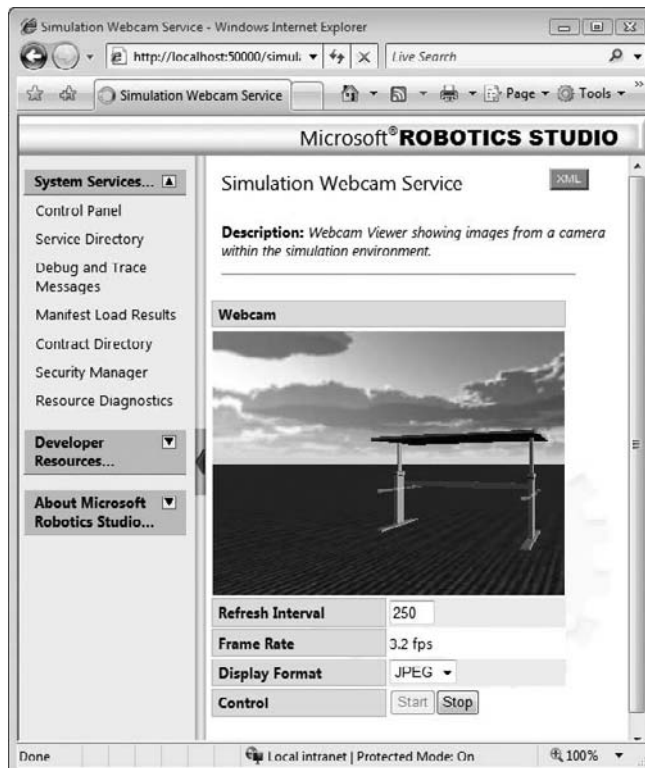 Simulation Webcam Service - Windows Internet Explorer
http://localhost:50000/simula
Live Search
Simulation Webcam Service
Page
Tools
»
Microsoft®ROBOTICS STUDIO
System Services...
Control Panel
Service Directory
Debug and Trace
Messages
Manifest Load Results
Contract Directory
Security Manager
Resource Diagnostics
Developer
Resources...
About Microsoft
Robotics Studio...
Simulation Webcam Service
XML
Description: Webcam Viewer showing images from a camera
within the simulation environment.
Webcam
Refresh Interval 250
Frame Rate 3.2 fps
Display Format JPEG
Control Start Stop
Done
Local intranet | Protected Mode: On
100%